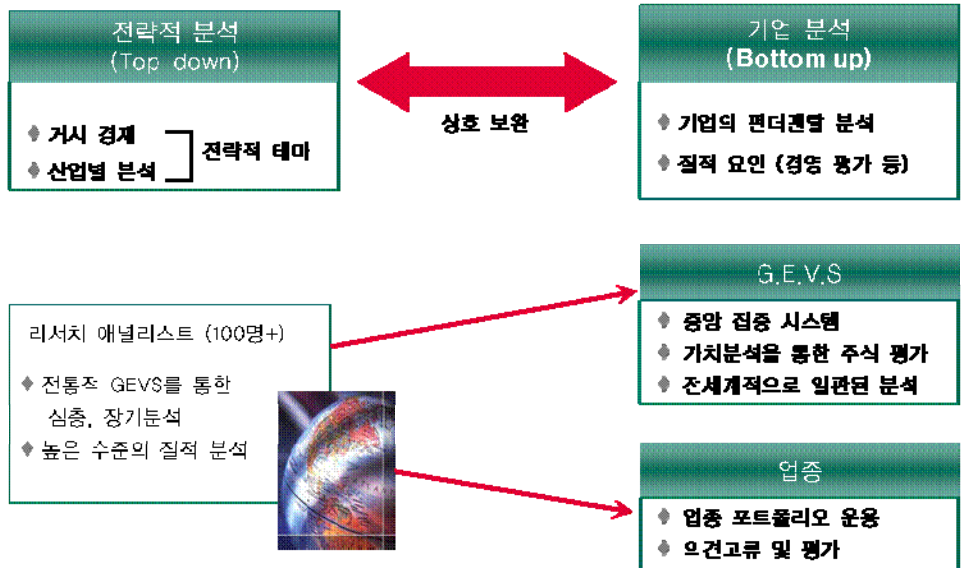 전략적 분석
(Top down)
거시 경제
산업별 분석
전략적 테마
상호 보완
기업 분석
(Bottom up)
기업의 펀더멘탈 분석
질적 요인 (경영 평가 등)
리서치 애널리스트 (100명+)
전통적 GEVS를 통한
심층, 장기분석
높은 수준의 질적 분석
G.E.V.S
중앙 집중 시스템
가치분석을 통한 주식 평가
전세계적으로 일관된 분석
업종
업종 포트폴리오 운용
의견교류 및 평가